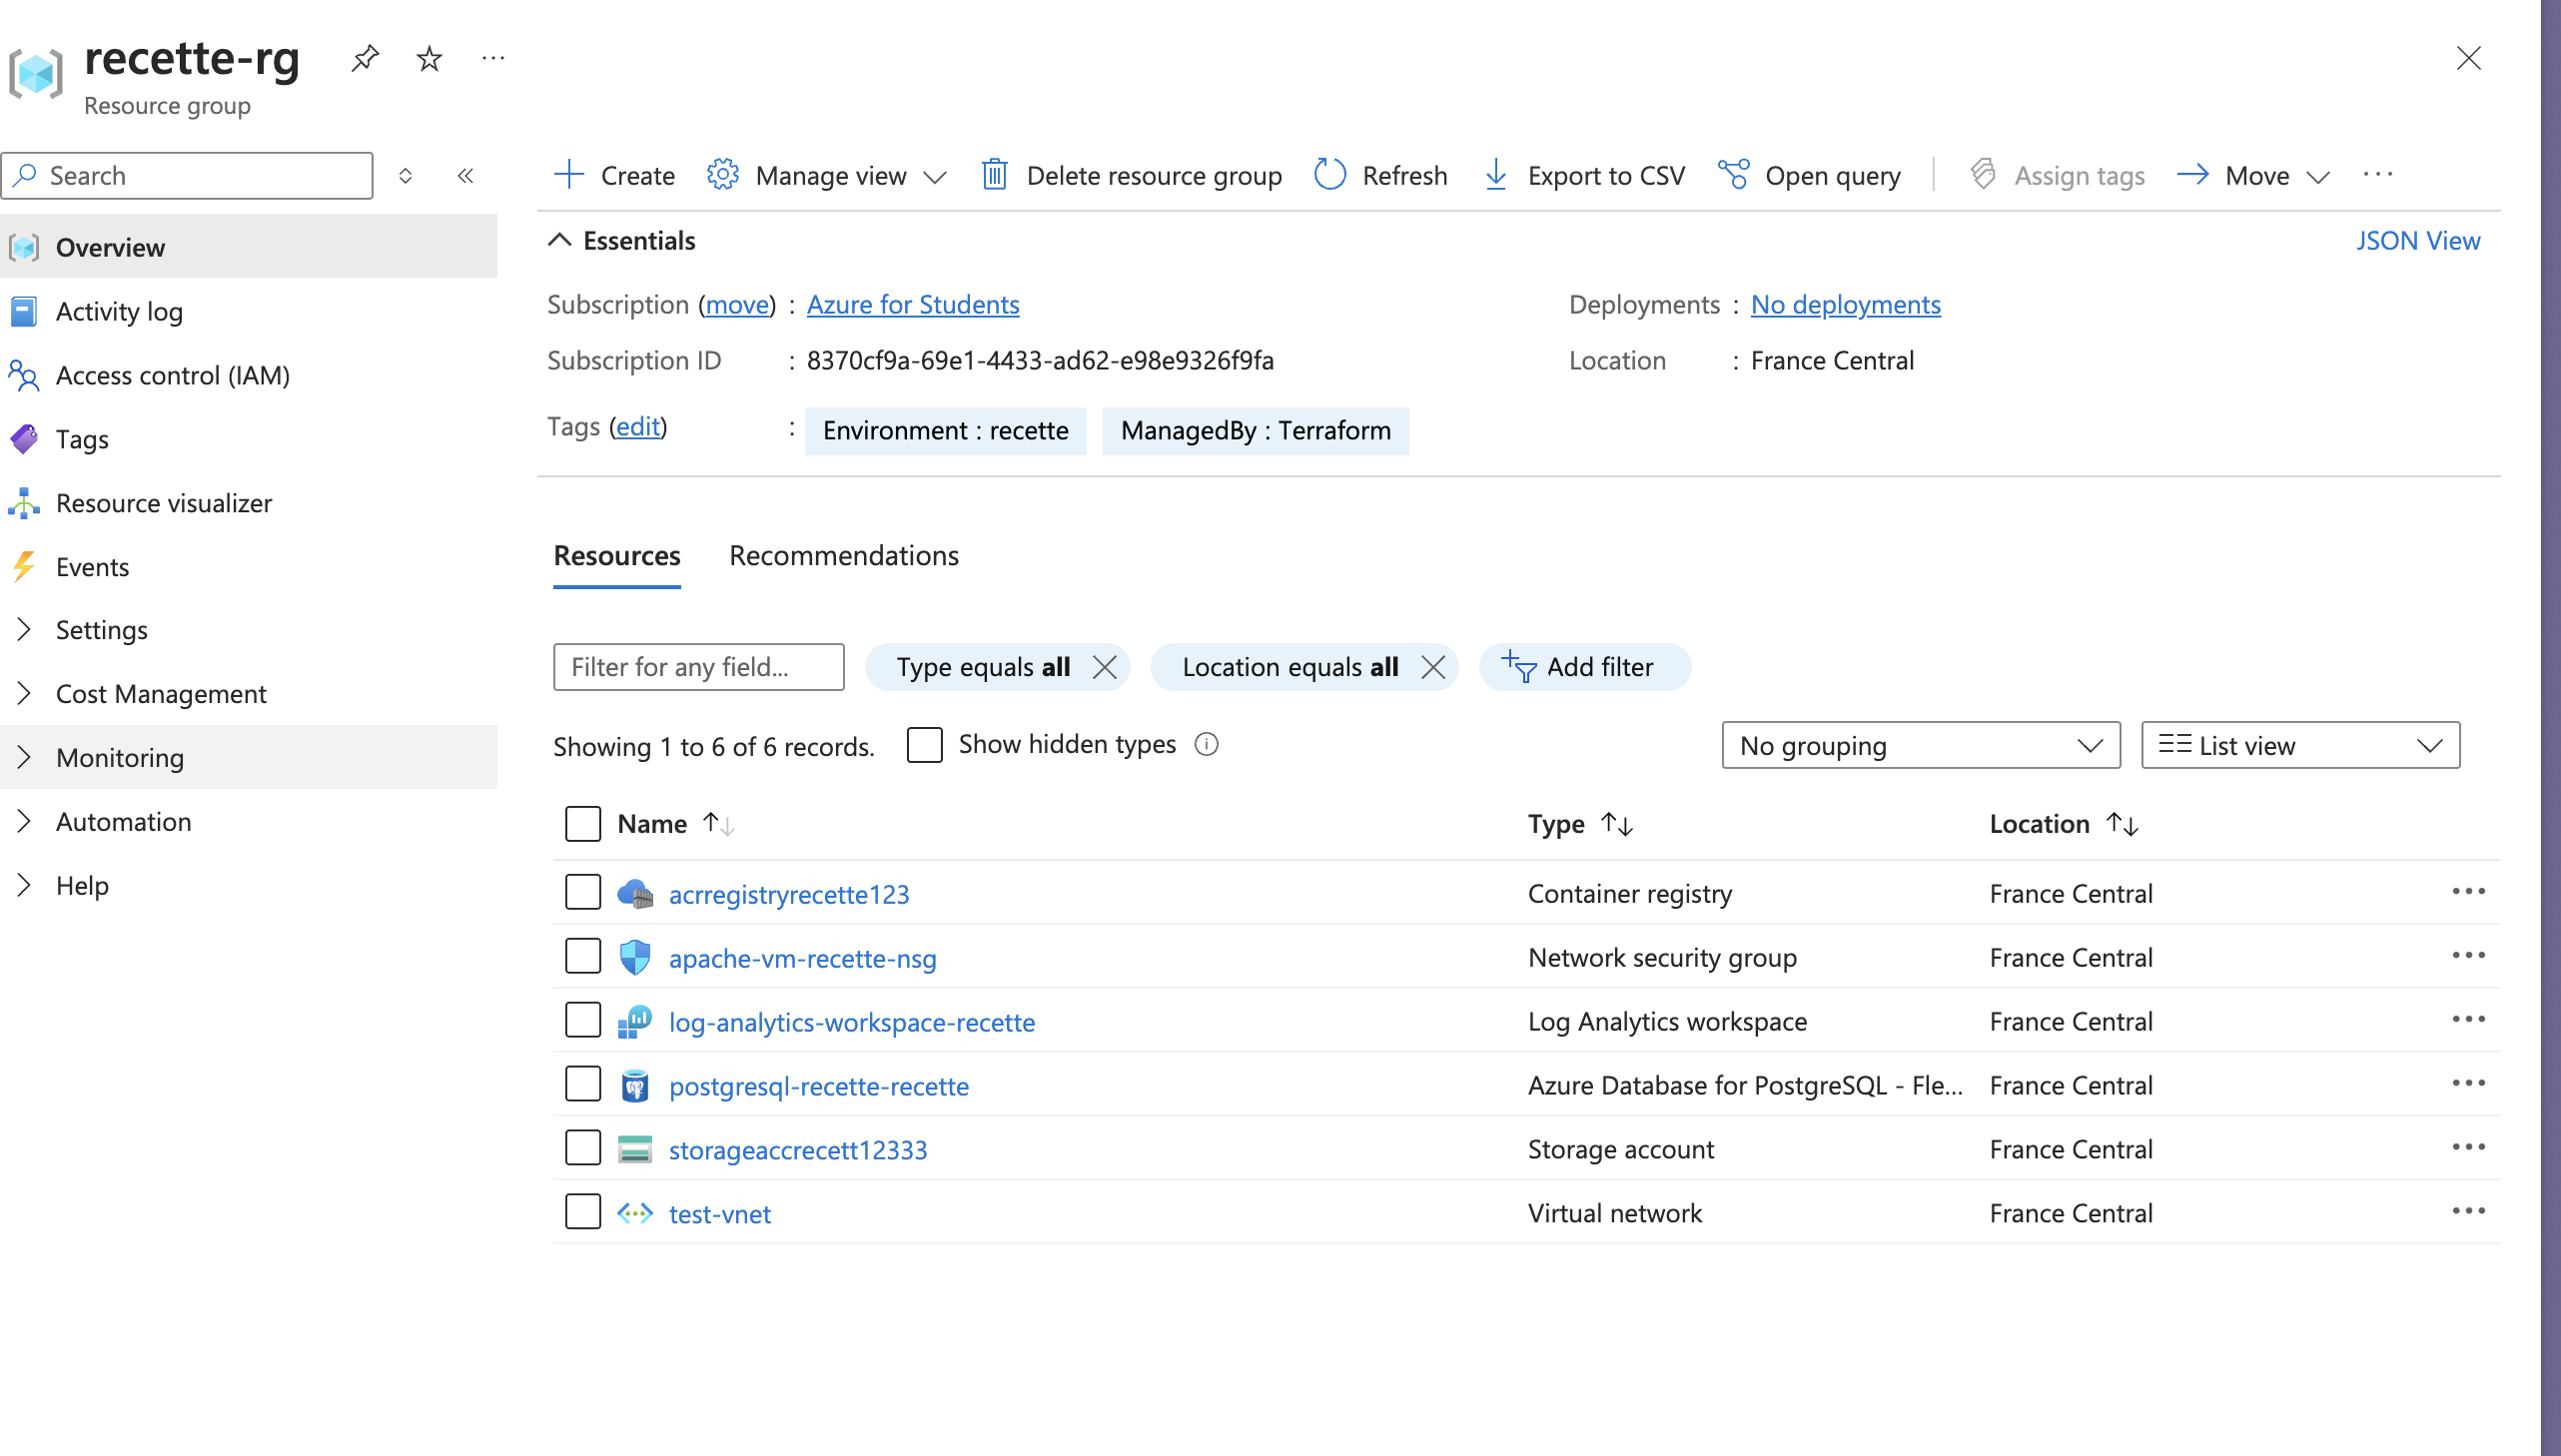 recette-rg
Resource group
Search
Overview
Activity log
Access control (IAM)
Tags
Resource visualizer
Events
Settings
Cost Management
Monitoring
Automation
Help
Create Manage view Delete resource group Refresh Export to CSV Open query Assign tags Move
Essentials JSON View
Subscription (move) : Azure for Students Deployments : No deployments
Subscription ID : 8370cf9a-69e1-4433-ad62-e98e9326f9fa Location : France Central
Tags (edit) : Environment : recette ManagedBy : Terraform
Resources Recommendations
Filter for any field... Type equals all Location equals all Add filter
Showing 1 to 6 of 6 records. Show hidden types No grouping List view
Name Type Location
acrregistryrecette123 Container registry France Central
apache-vm-recette-nsg Network security group France Central
log-analytics-workspace-recette Log Analytics workspace France Central
postgresql-recette-recette Azure Database for PostgreSQL - Fle... France Central
storageaccrecett12333 Storage account France Central
test-vnet Virtual network France Central